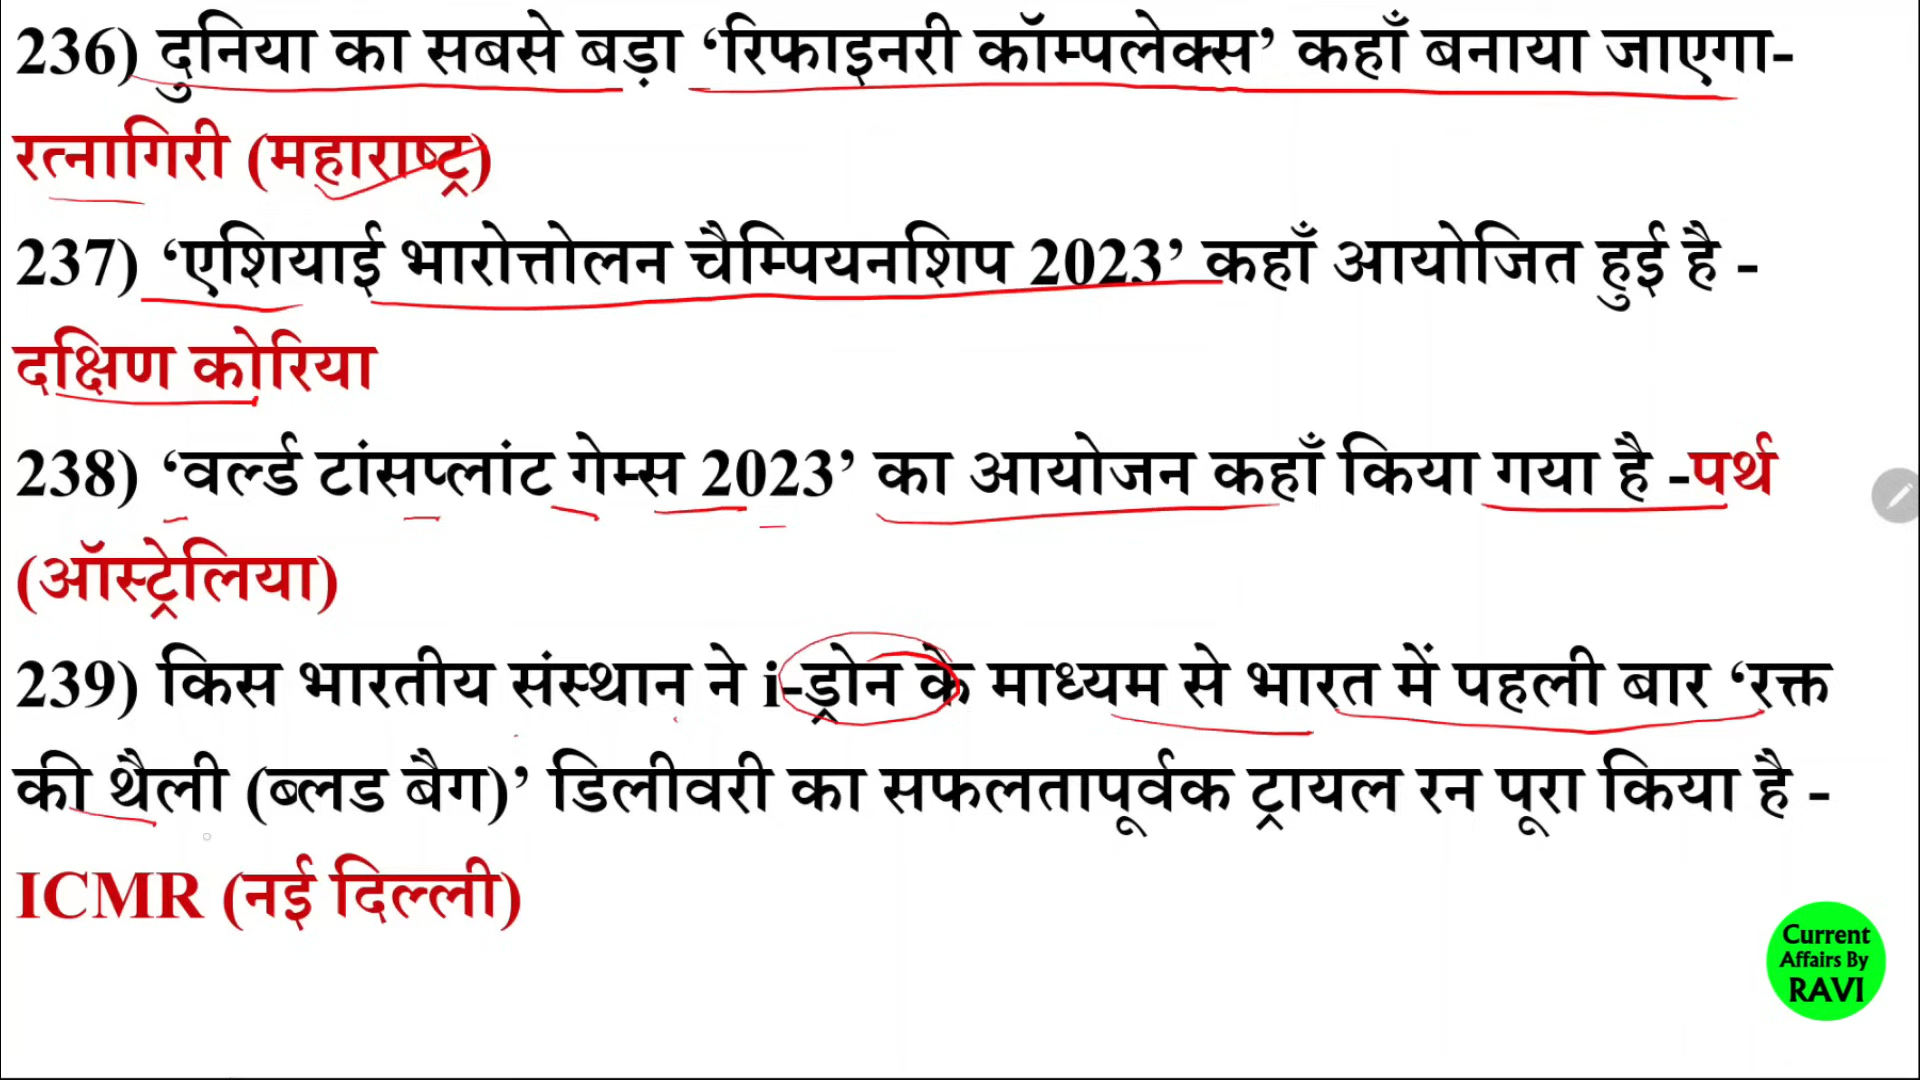 236) दुनिया का सबसे बड़ा ‘रिफाइनरी कॉम्पलेक्स’ कहाँ बनाया जाएगा-
रत्नागिरी (महाराष्ट्र)
237) ‘एशियाई भारोत्तोलन चैम्पियनशिप 2023’ कहाँ आयोजित हुई है -
दक्षिण कोरिया
238) ‘वर्ल्ड टांसप्लांट गेम्स 2023’ का आयोजन कहाँ किया गया है -पर्थ
(ऑस्ट्रेलिया)
239) किस भारतीय संस्थान ने i-ड्रोन के माध्यम से भारत में पहली बार ‘रक्त
की थैली (ब्लड बैग)’ डिलीवरी का सफलतापूर्वक ट्रायल रन पूरा किया है -
ICMR (नई दिल्ली)
Current
Affairs By
RAVI